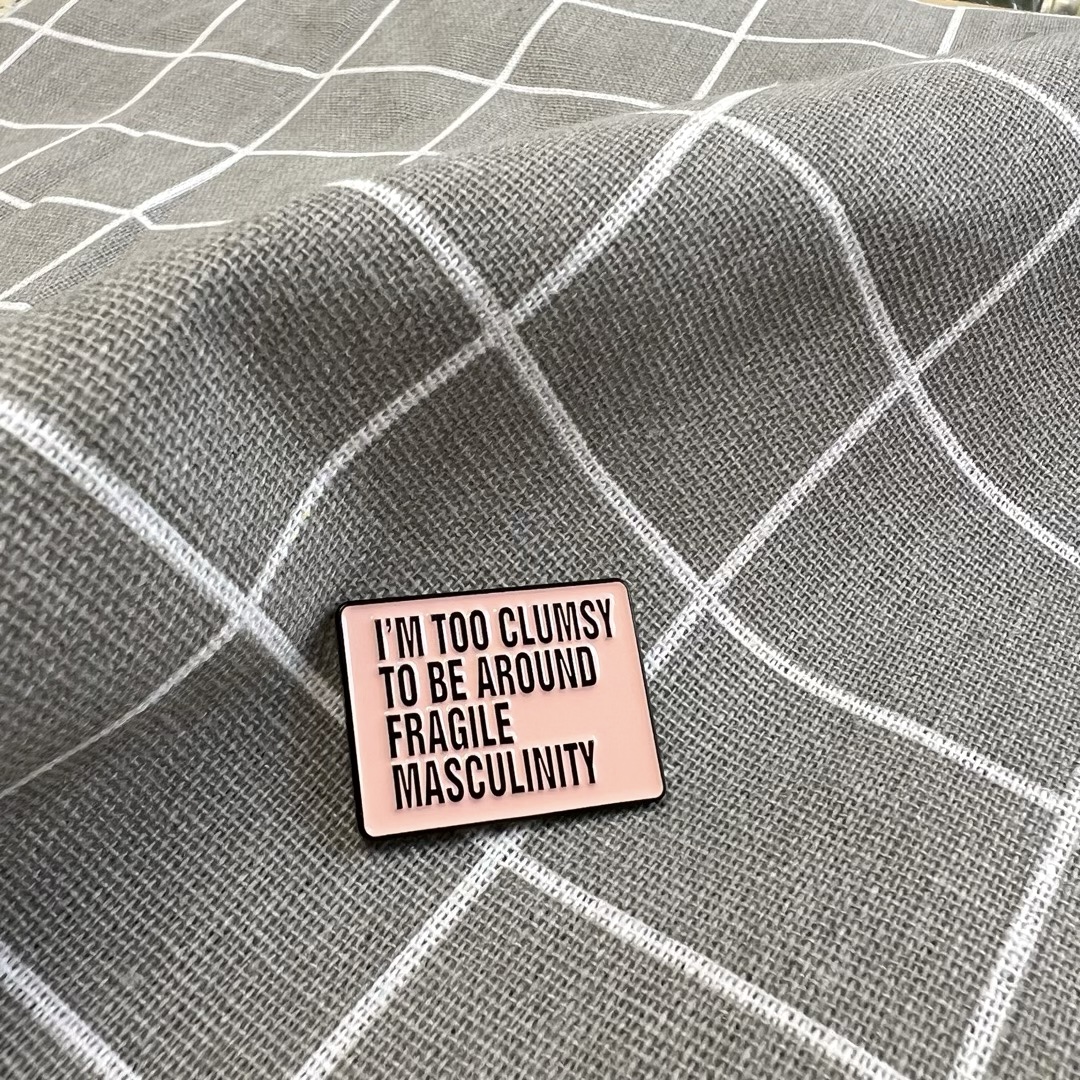 I'M TOO CLUMSY
TO BE AROUND
FRAGILE
MASCULINITY